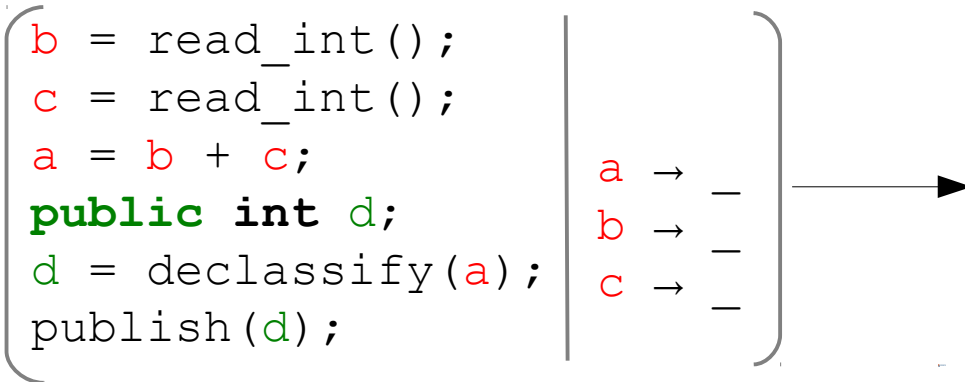 b = read_int();
c = read_int();
a = b + c;
public int d;
d = declassify(a);
publish(d);
a → _
b → _
c → _